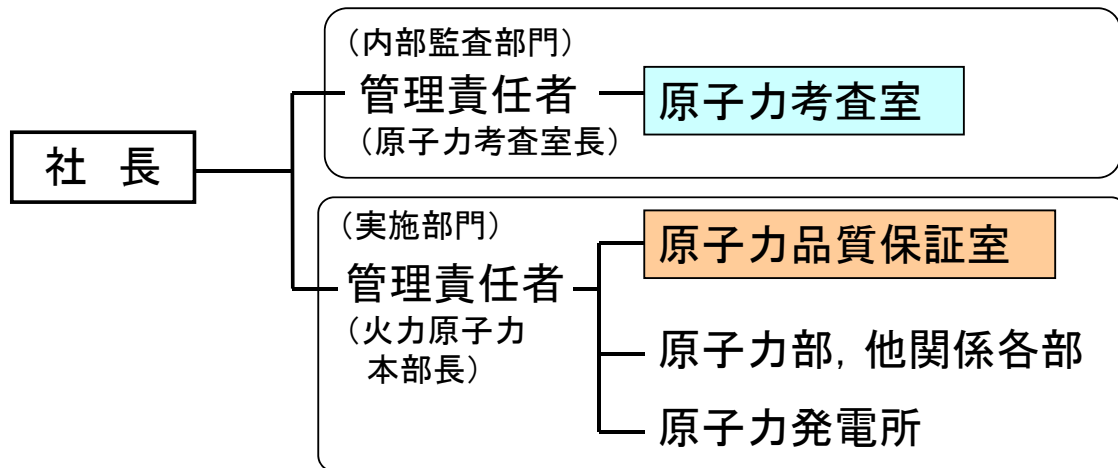 社 長
(内部監査部門)
管理責任者
(原子力考査室長)
原子力考査室
(実施部門)
管理責任者
(火力原子力
本部長)
原子力品質保証室
原子力部, 他関係各部
原子力発電所